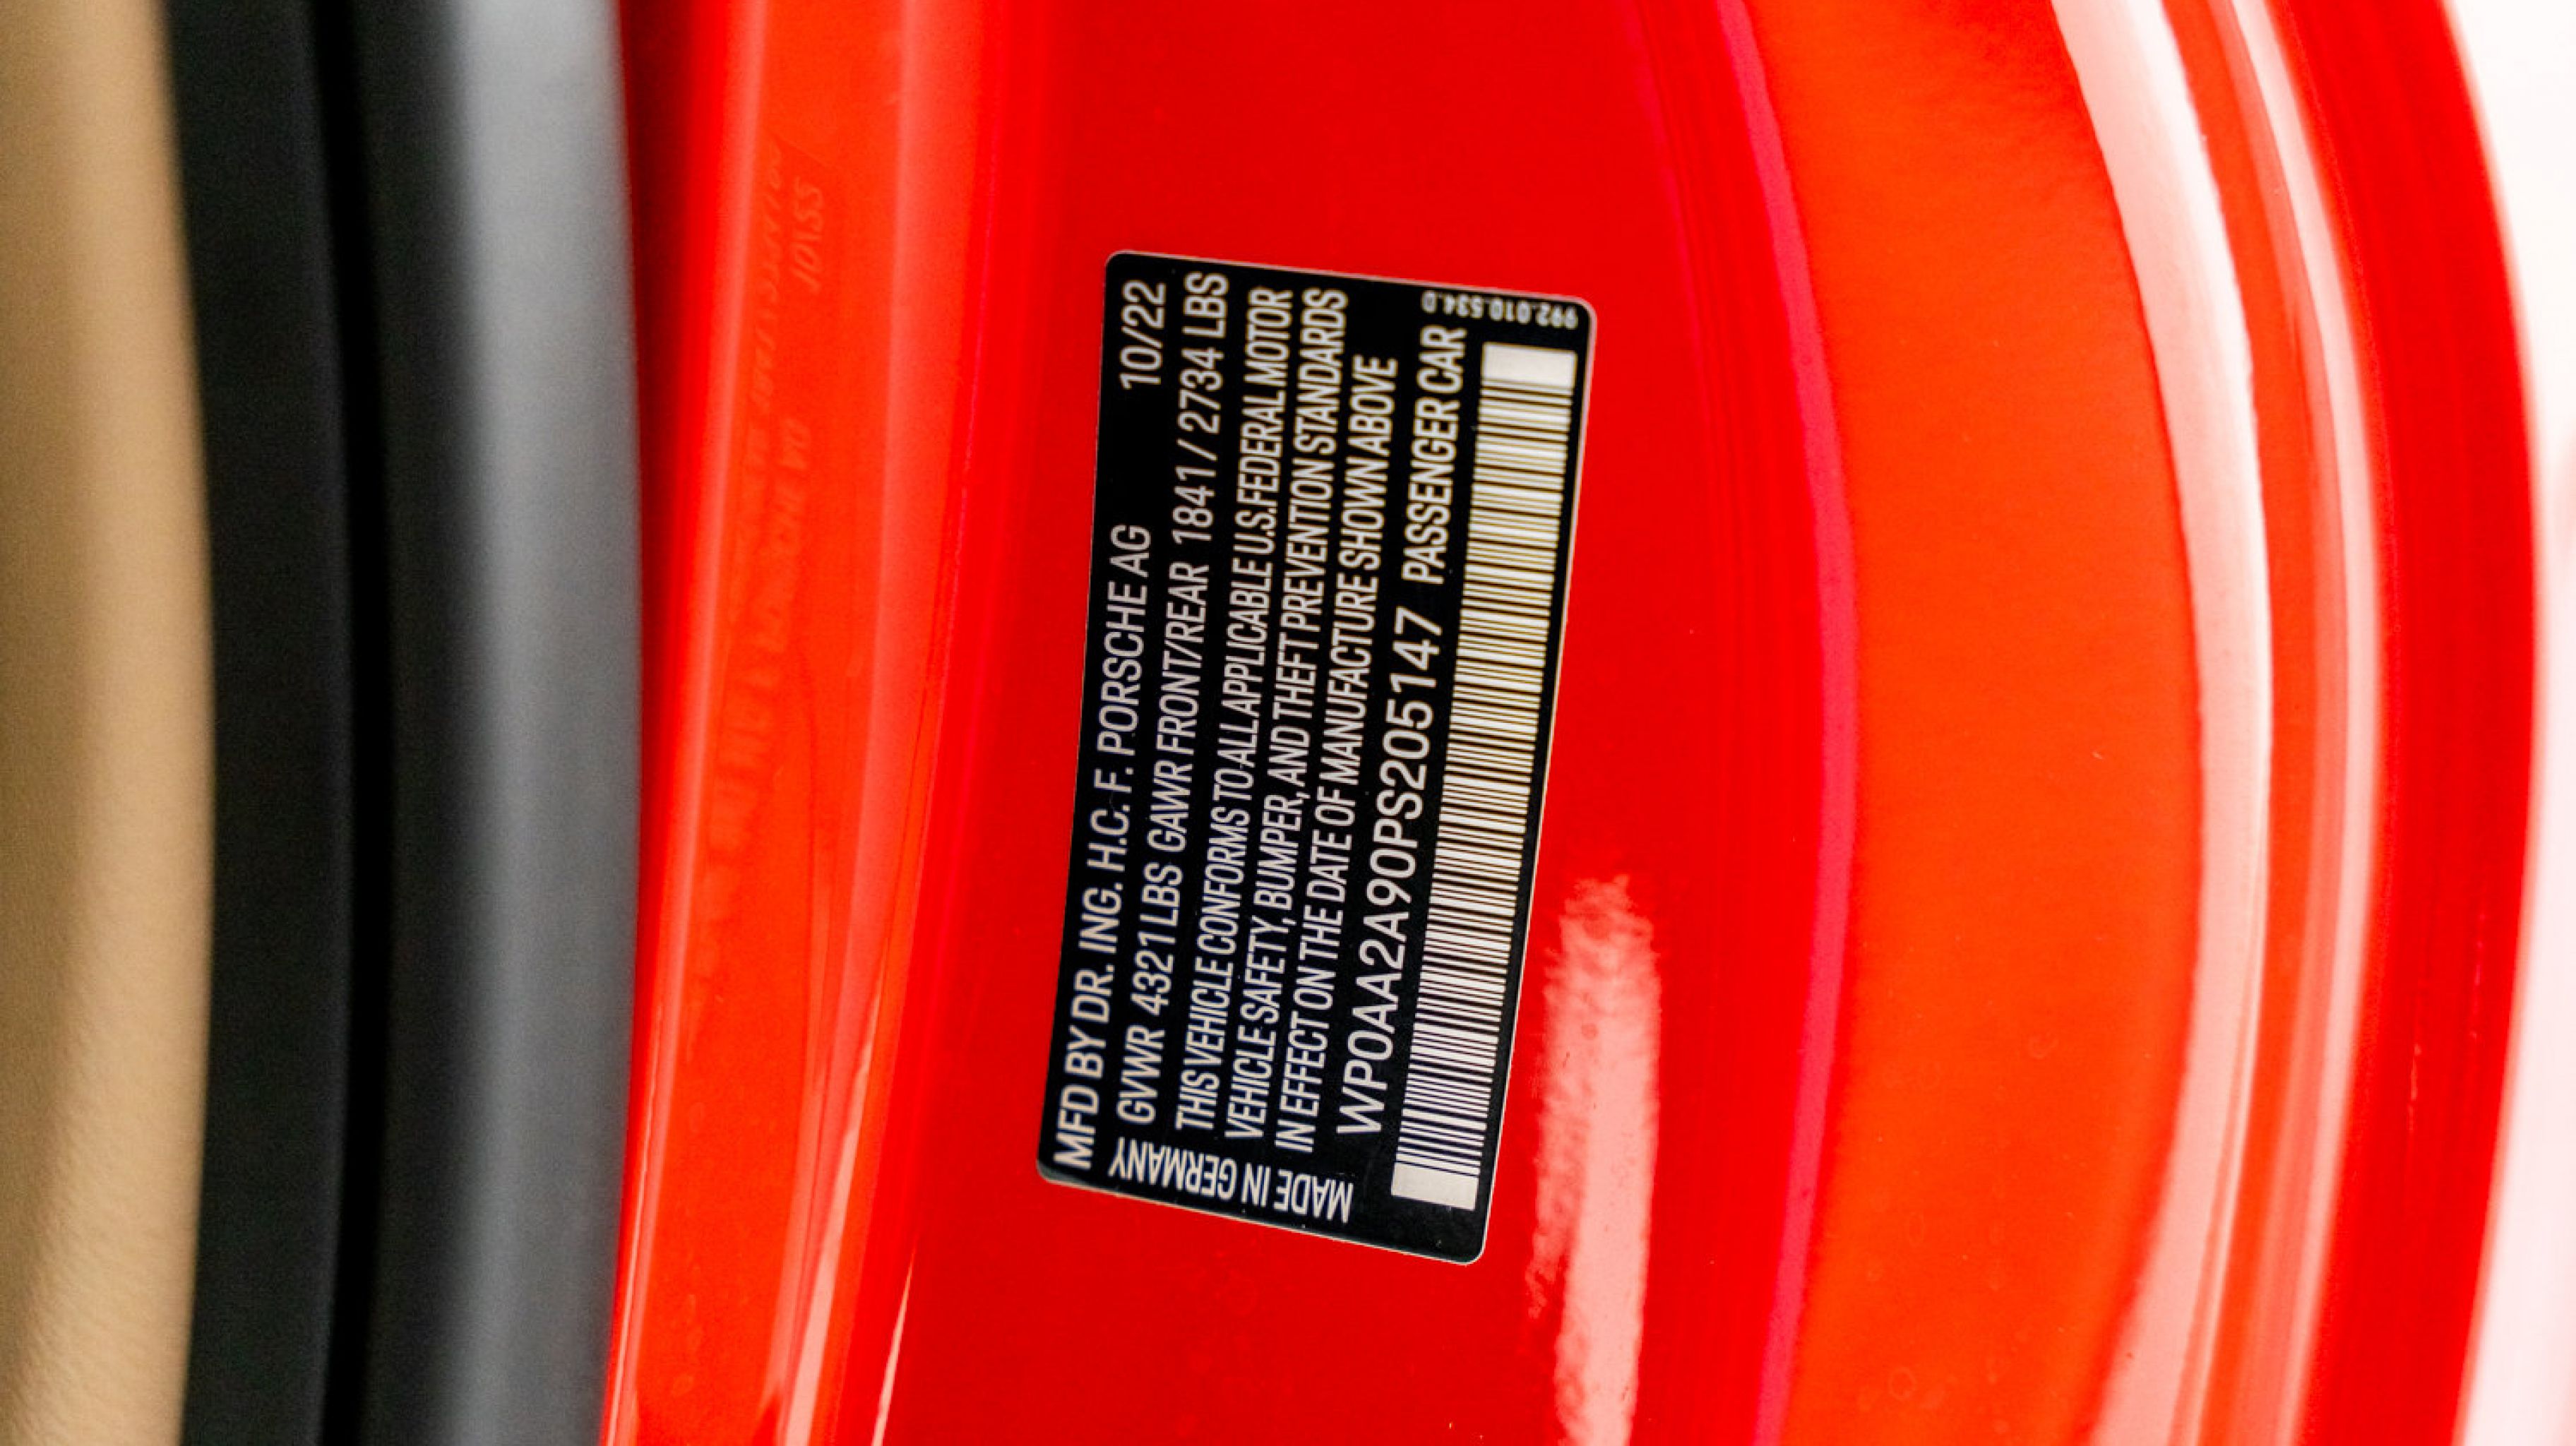 MFD BY DR. ING. H.C. F. PORSCHE AG 10/22
GVWR 4321 LBS GAWR FRONT/REAR 1841 / 2734 LBS
THIS VEHICLE CONFORMS TO ALL APPLICABLE U.S. FEDERAL MOTOR
VEHICLE SAFETY, BUMPER, AND THEFT PREVENTION STANDARDS
IN EFFECT ON THE DATE OF MANUFACTURE SHOWN ABOVE
WP0AA2A90PS205147 PASSENGER CAR
MADE IN GERMANY
992.010.534.D